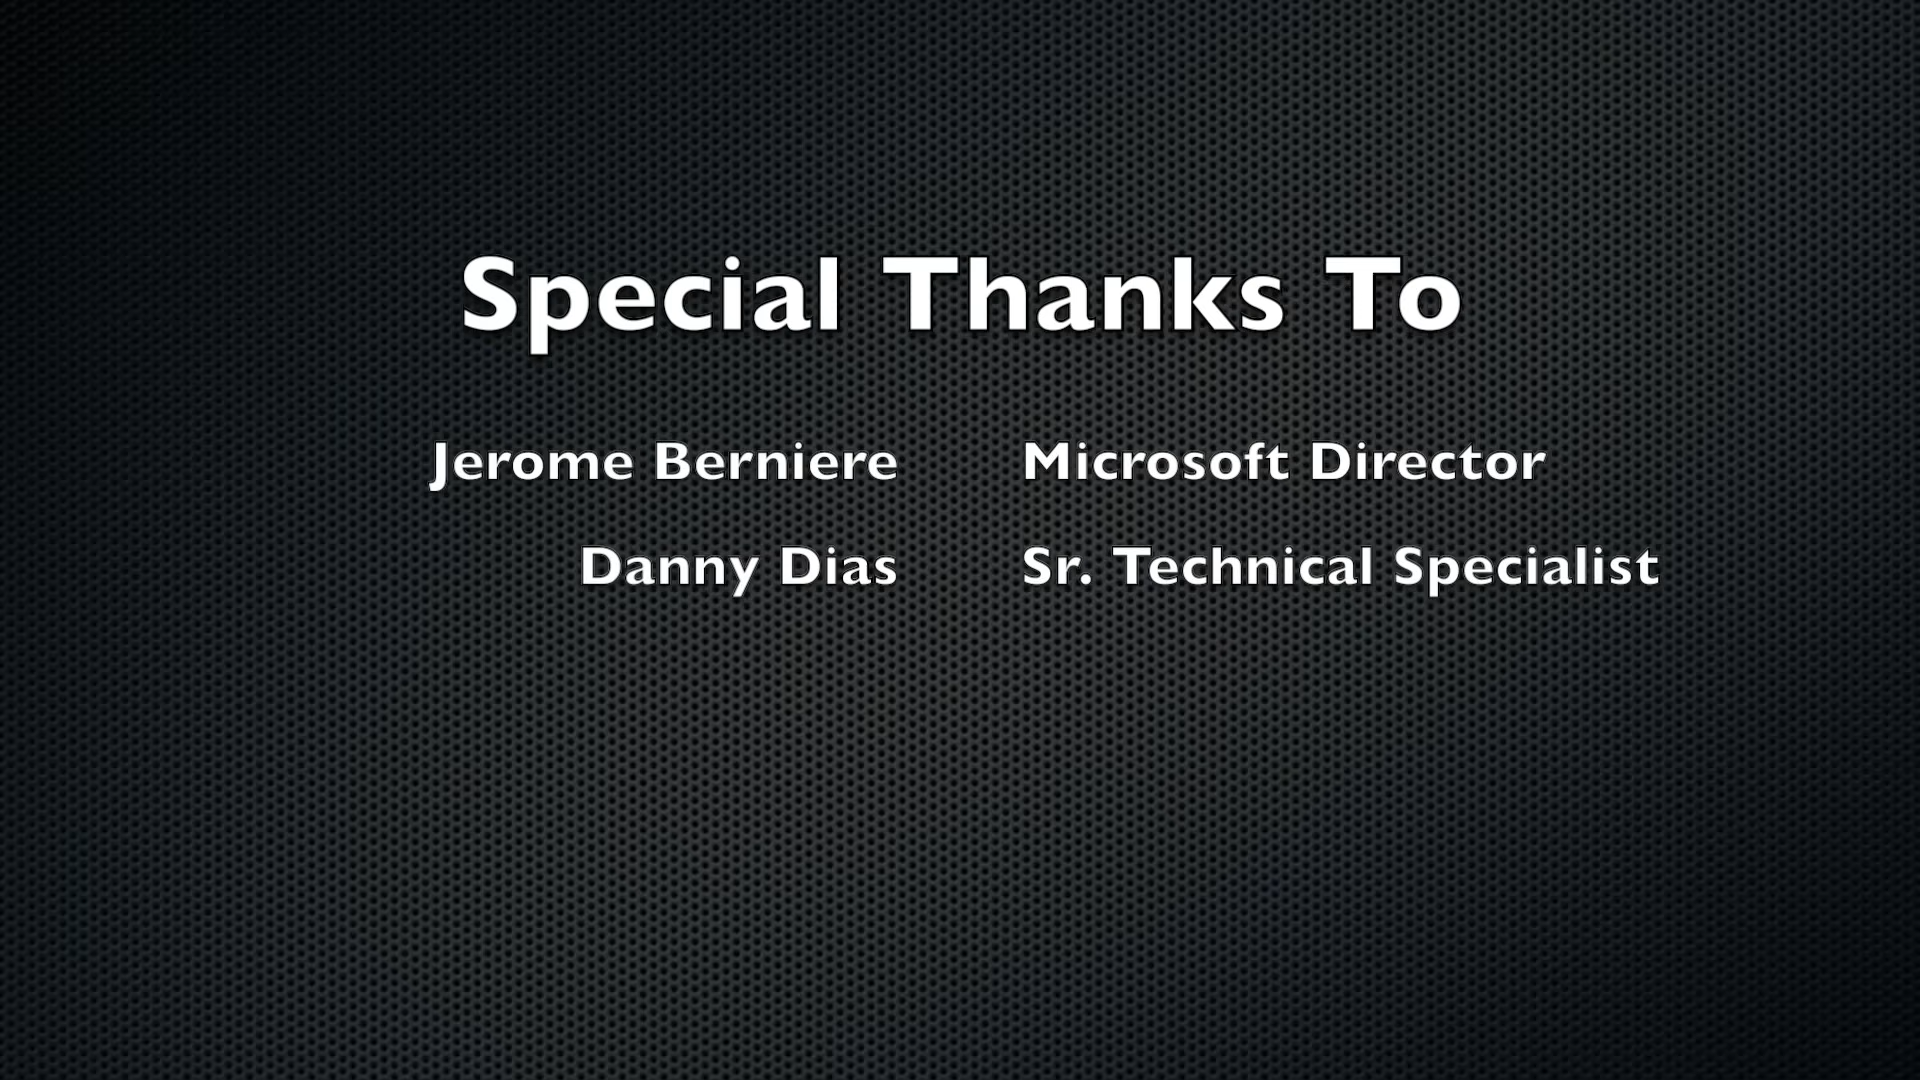 Special Thanks To
Jerome Berniere Microsoft Director
Danny Dias Sr. Technical Specialist